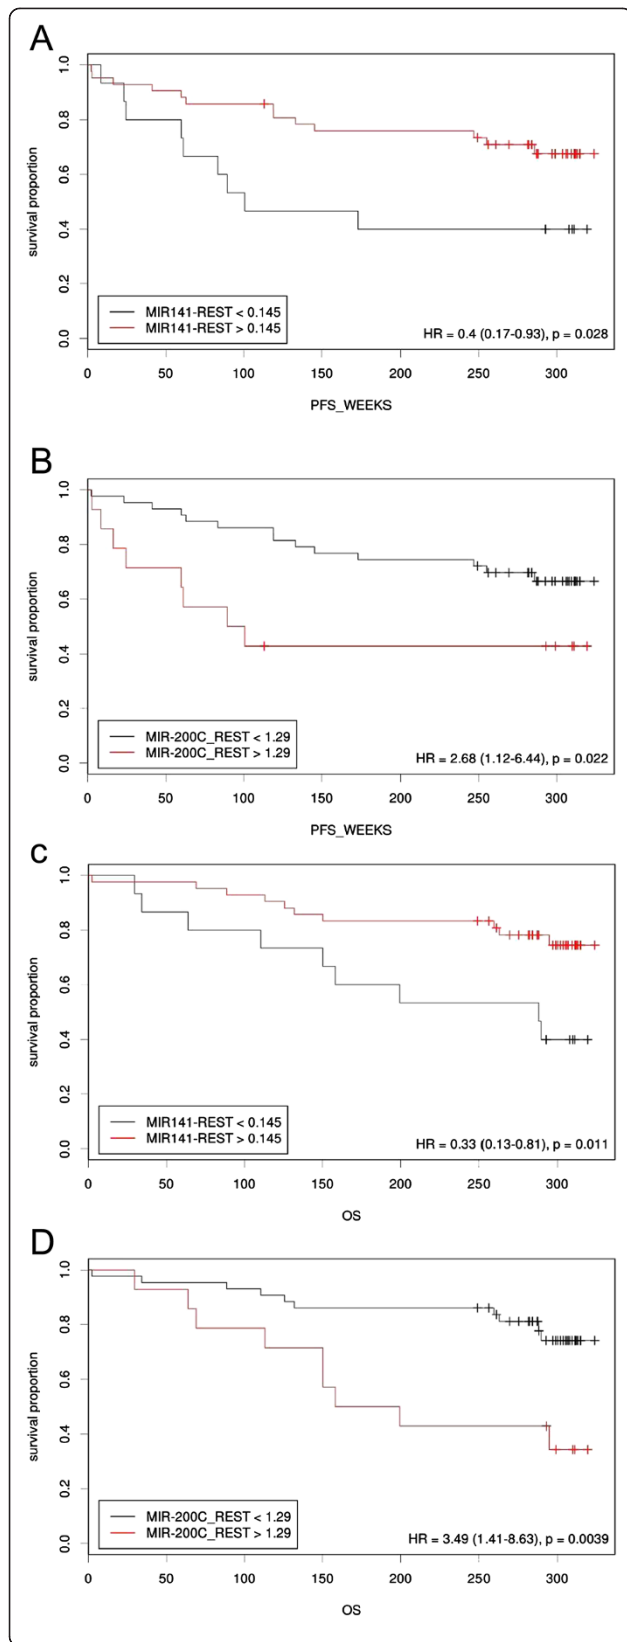 A
survival proportion
1.0
0.8
0.6
0.4
0.2
0.0
MIR141-REST < 0.145
MIR141-REST > 0.145
HR = 0.4 (0.17-0.93), p = 0.028
0 50 100 150 200 250 300
PFS_WEEKS
B
survival proportion
1.0
0.8
0.6
0.4
0.2
0.0
MIR-200C_REST < 1.29
MIR-200C_REST > 1.29
HR = 2.68 (1.12-6.44), p = 0.022
0 50 100 150 200 250 300
PFS_WEEKS
c
survival proportion
1.0
0.8
0.6
0.4
0.2
0.0
MIR141-REST < 0.145
MIR141-REST > 0.145
HR = 0.33 (0.13-0.81), p = 0.011
0 50 100 150 200 250 300
OS
D
survival proportion
1.0
0.8
0.6
0.4
0.2
0.0
MIR-200C_REST < 1.29
MIR-200C_REST > 1.29
HR = 3.49 (1.41-8.63), p = 0.0039
0 50 100 150 200 250 300
OS